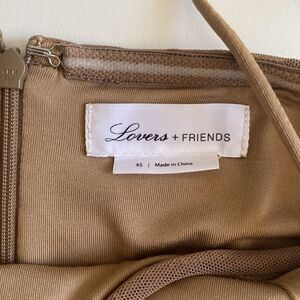 Lovers + FRIENDS
XS | Made in China